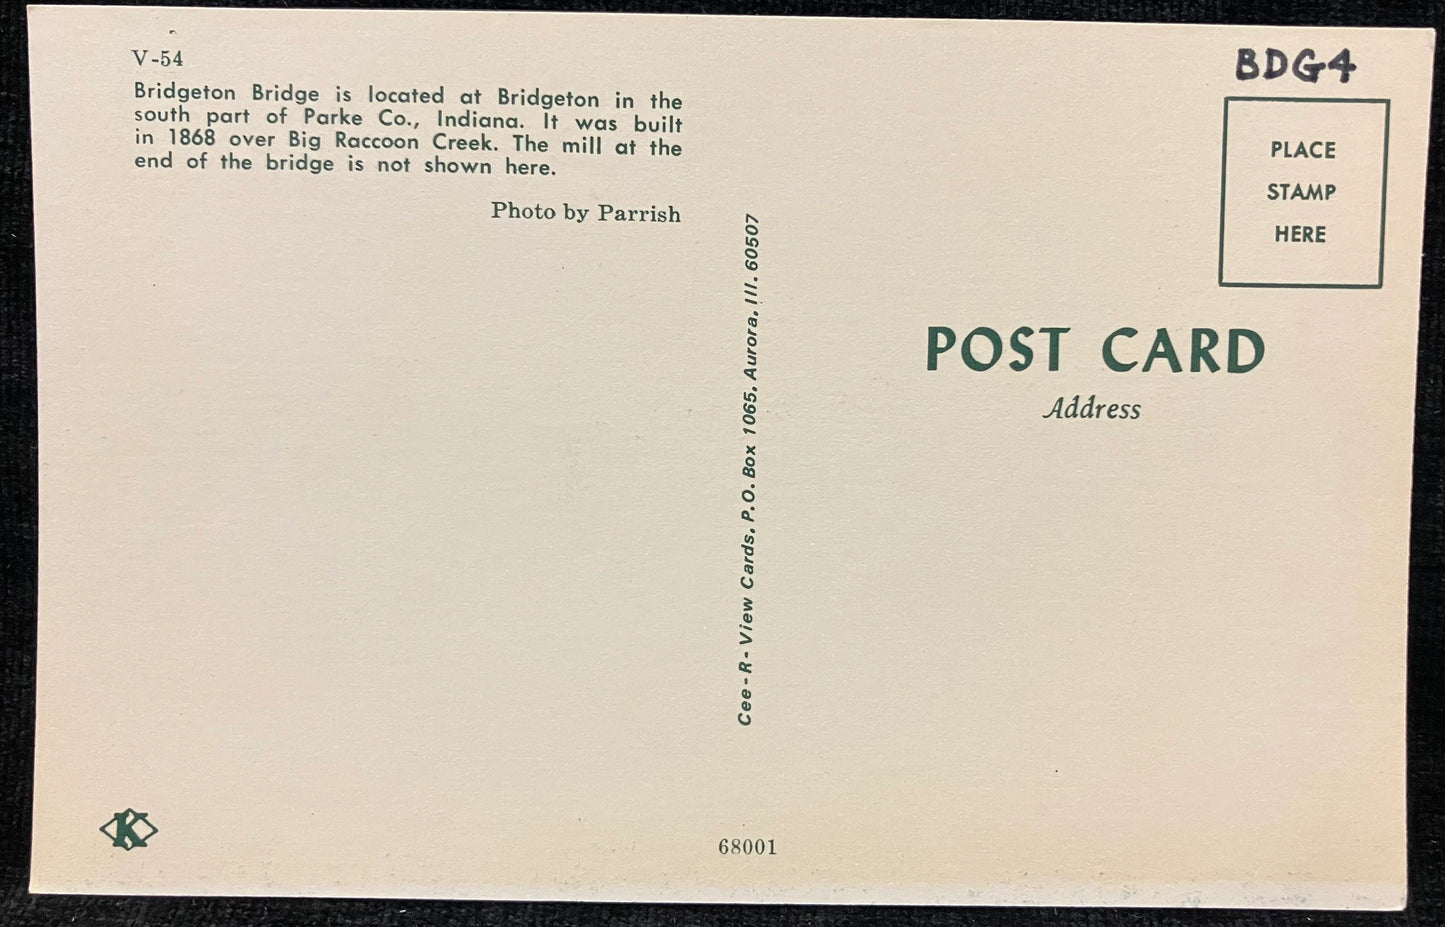 V-54
Bridgeton Bridge is located at Bridgeton in the
south part of Parke Co., Indiana. It was built
in 1868 over Big Raccoon Creek. The mill at the
end of the bridge is not shown here.
Photo by Parrish
Cee-R-View Cards, P.O. Box 1065, Aurora, Ill. 60507
BDG4
PLACE
STAMP
HERE
POST CARD
Address
K
68001